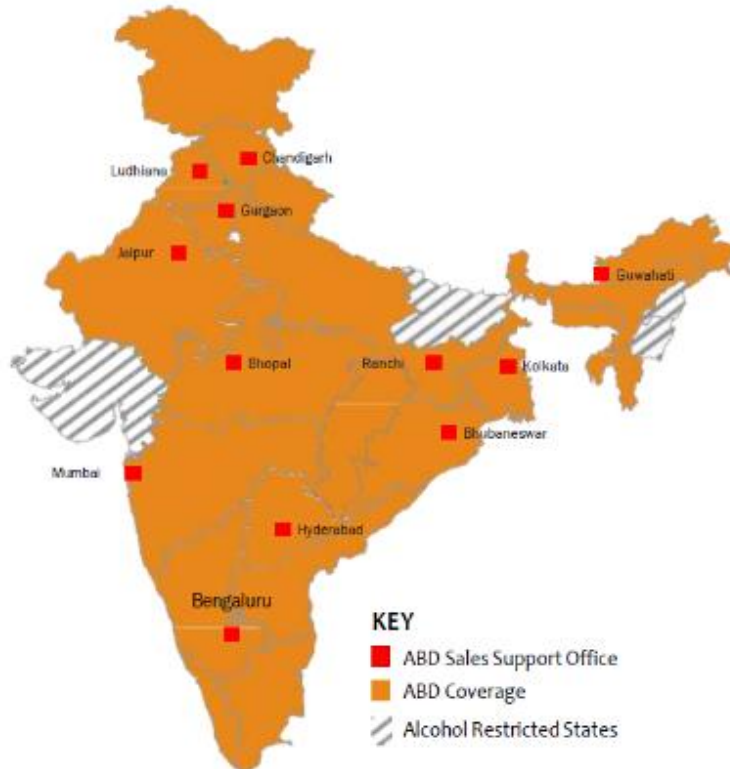 Chandigarh
Ludhiana
Gurgaon
Jaipur
Guwahati
Bhopal
Ranchi
Kolkata
Bhubaneswar
Mumbai
Hyderabad
Bengaluru
KEY
ABD Sales Support Office
ABD Coverage
Alcohol Restricted States